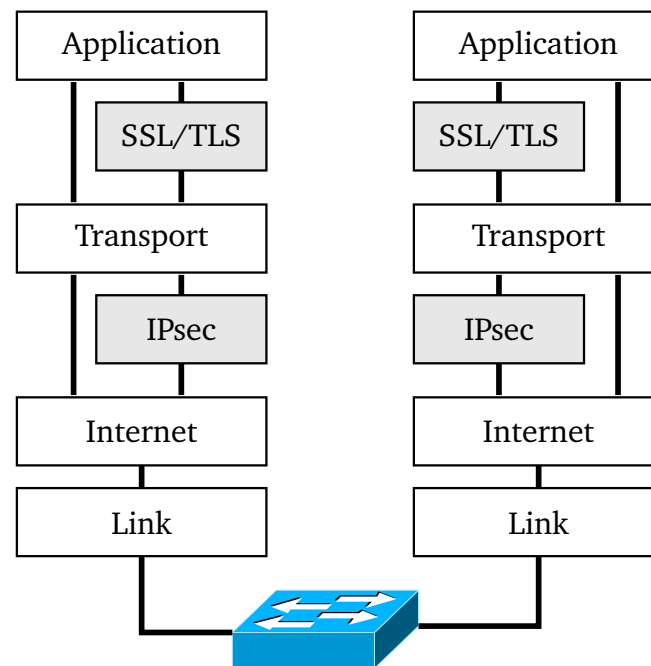 Application
SSL/TLS
Transport
IPsec
Internet
Link
Application
SSL/TLS
Transport
IPsec
Internet
Link